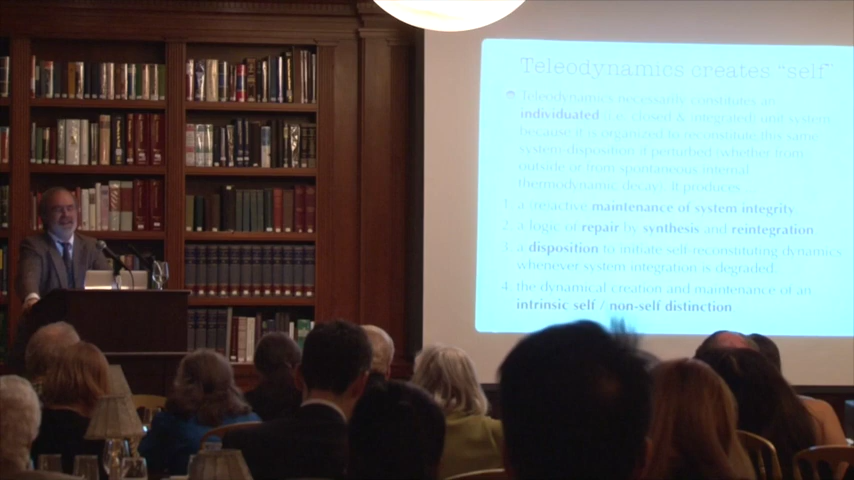 Teleodynamics creates "self"
Teleodynamics necessarily constitutes an
individuated (i.e. closed & integrated) unit system
because it is organized to reconstitute this same
system disposition if perturbed (whether from
outside or from spontaneous internal
thermodynamic decay). It produces...
1. a reactive maintenance of system integrity
2. a logic of repair by synthesis and reintegration
3. a disposition to initiate self-reconstituting dynamics
whenever system integration is degraded
4. the dynamical creation and maintenance of an
intrinsic self / non-self distinction